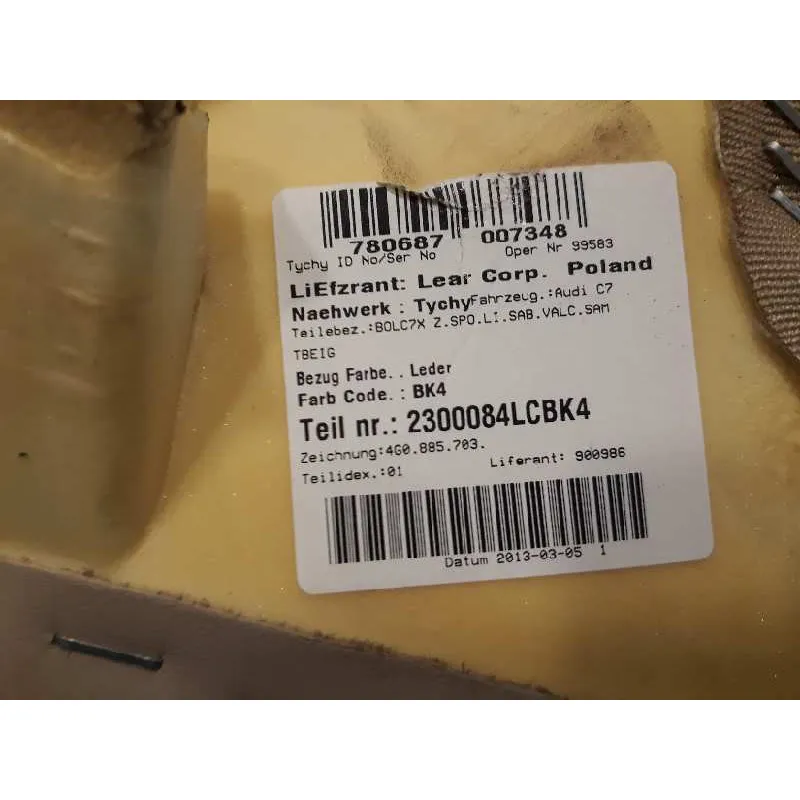 780687 007348
Tychy ID No/Ser No Oper Nr 99583
LiEfzrant: Lear Corp. Poland
Naehwerk : Tychy Fahrzeug.:Audi C7
Teilebez.:BOLC7X Z.SPO.LI.SAB.VALC.SAM
TBEIG
Bezug Farbe. . Leder
Farb Code. : BK4
Teil nr.: 2300084LCBK4
Zeichnung:4G0.885.703.
Teilidex.:01 Liferant: 900986
Datum 2013-03-05 1